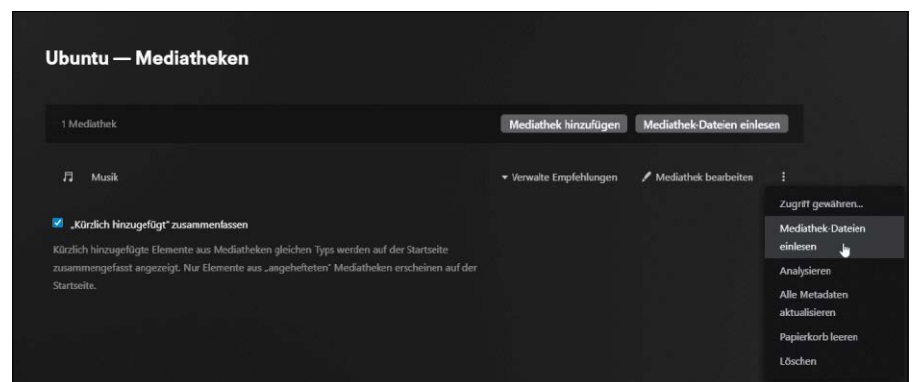 Ubuntu — Mediatheken
1 Mediathek
Mediathek hinzufügen
Mediathek-Dateien einlesen
Musik
Verwalte Empfehlungen
Mediathek bearbeiten
„Kürzlich hinzugefügt“ zusammenfassen
Kürzlich hinzugefügte Elemente aus Mediatheken gleichen Typs werden auf der Startseite
zusammengefasst angezeigt. Nur Elemente aus „angehefteten“ Mediatheken erscheinen auf der
Startseite.
Zugriff gewähren...
Mediathek-Dateien
einlesen
Analysieren
Alle Metadaten
aktualisieren
Papierkorb leeren
Löschen